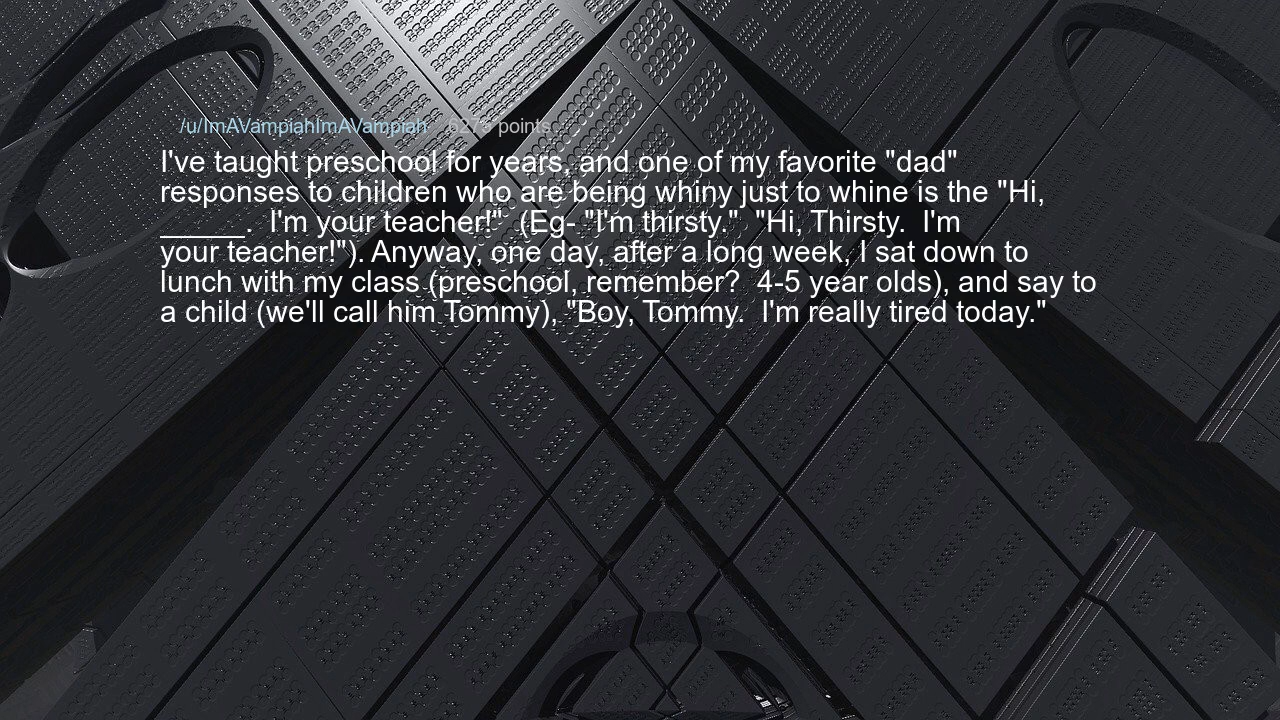 /u/ImAVampiahImAVampiah 6275 points
I've taught preschool for years, and one of my favorite "dad"
responses to children who are being whiny just to whine is the "Hi,
_____.  I'm your teacher!"  (Eg- "I'm thirsty."  "Hi, Thirsty.  I'm
your teacher!"). Anyway, one day, after a long week, I sat down to
lunch with my class (preschool, remember?  4-5 year olds), and say to
a child (we'll call him Tommy), "Boy, Tommy.  I'm really tired today."